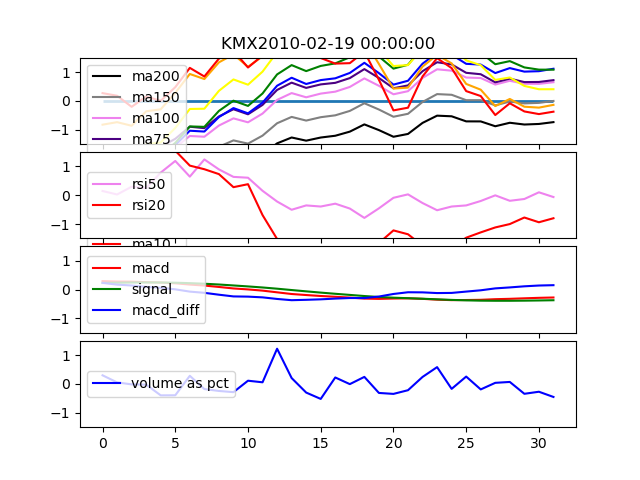 KMX2010-02-19 00:00:00
1
0
−1
ma200
ma150
ma100
ma75
1
0
−1
rsi50
rsi20
ma10
1
0
−1
macd
signal
macd_diff
1
0
−1
volume as pct
0 5 10 15 20 25 30